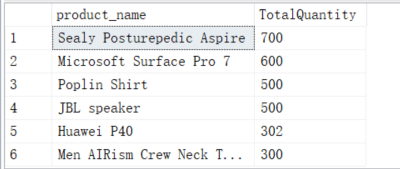 product_name TotalQuantity
1 Sealy Posturepedic Aspire 700
2 Microsoft Surface Pro 7 600
3 Poplin Shirt 500
4 JBL speaker 500
5 Huawei P40 302
6 Men AIRism Crew Neck T... 300